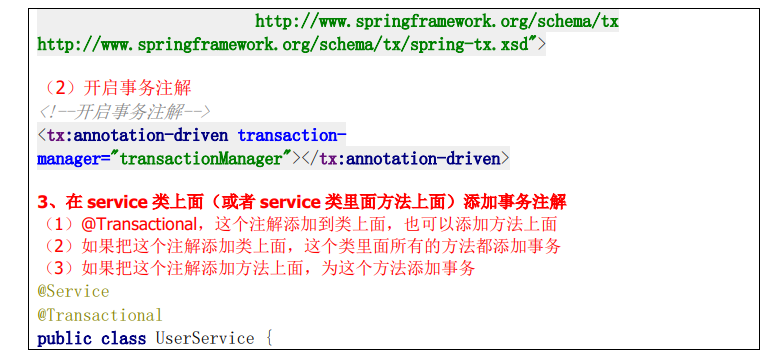 http://www.springframework.org/schema/tx
http://www.springframework.org/schema/tx/spring-tx.xsd">
（2）开启事务注解
<!--开启事务注解-->
<tx:annotation-driven transaction-
manager="transactionManager"></tx:annotation-driven>
3、在 service 类上面（或者 service 类里面方法上面）添加事务注解
（1）@Transactional，这个注解添加到类上面，也可以添加方法上面
（2）如果把这个注解添加类上面，这个类里面所有的方法都添加事务
（3）如果把这个注解添加方法上面，为这个方法添加事务
@Service
@Transactional
public class UserService {